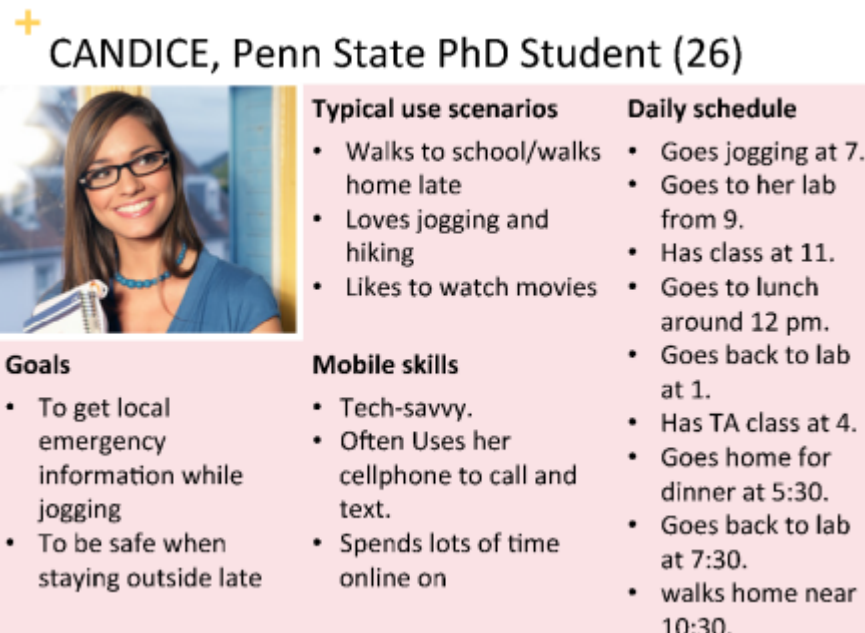 CANDICE, Penn State PhD Student (26)
Typical use scenarios
• Walks to school/walks
home late
• Loves jogging and
hiking
• Likes to watch movies
Daily schedule
• Goes jogging at 7.
• Goes to her lab
from 9.
• Has class at 11.
• Goes to lunch
around 12 pm.
• Goes back to lab
at 1.
• Has TA class at 4.
• Goes home for
dinner at 5:30.
• Goes back to lab
at 7:30.
• walks home near
10:30.
Goals
• To get local
emergency
information while
jogging
• To be safe when
staying outside late
Mobile skills
• Tech-savvy.
• Often Uses her
cellphone to call and
text.
• Spends lots of time
online on